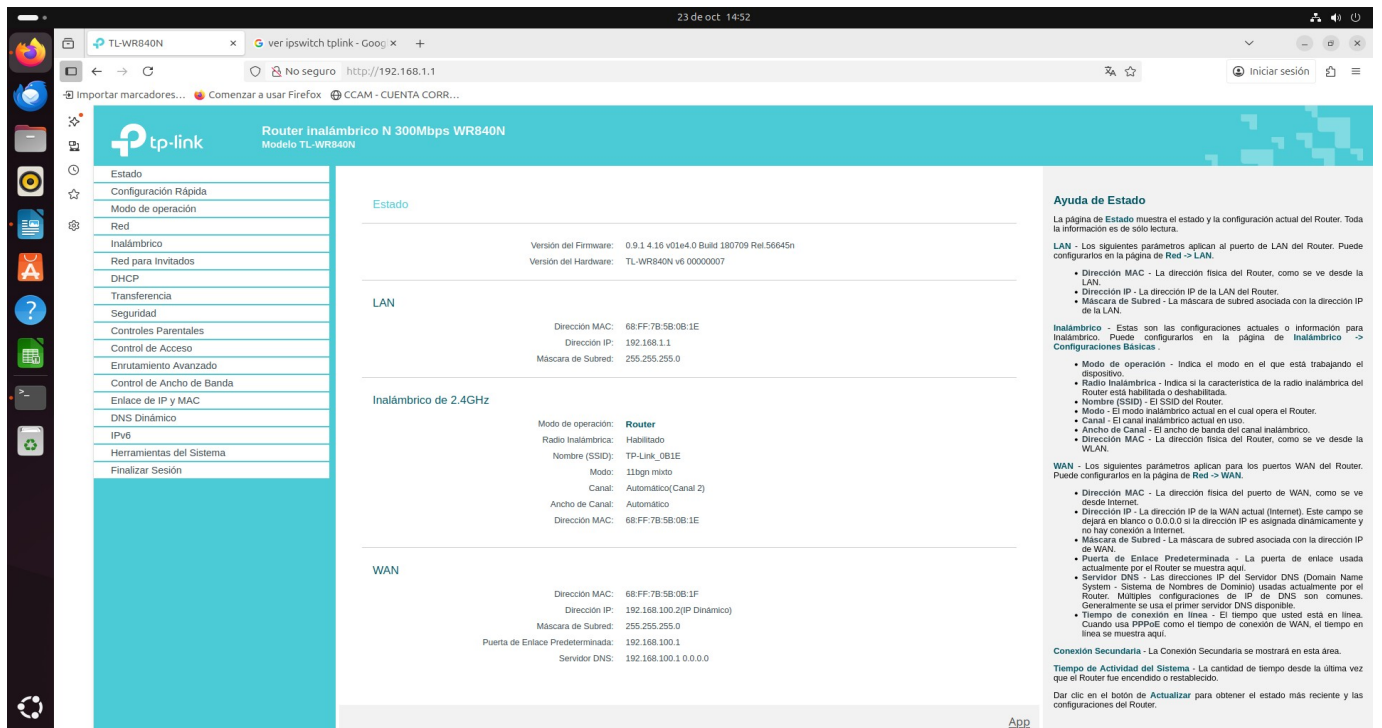 23 de oct 14:52
TL-WR840N
ver ipswitch tplink - Goog
No seguro http://192.168.1.1
Iniciar sesión
Importar marcadores...
Comenzar a usar Firefox
CCAM - CUENTA CORR...
tp-link
Router inalámbrico N 300Mbps WR840N
Modelo TL-WR840N
Estado
Configuración Rápida
Modo de operación
Red
Inalámbrico
Red para Invitados
DHCP
Transferencia
Seguridad
Controles Parentales
Control de Acceso
Enrutamiento Avanzado
Control de Ancho de Banda
Enlace de IP y MAC
DNS Dinámico
IPv6
Herramientas del Sistema
Finalizar Sesión
Estado
Versión del Firmware: 0.9.1 4.16 v01e4.0 Build 180709 Rel.56645n
Versión del Hardware: TL-WR840N v6 00000007
LAN
Dirección MAC: 68:FF:7B:5B:0B:1E
Dirección IP: 192.168.1.1
Máscara de Subred: 255.255.255.0
Inalámbrico de 2.4GHz
Modo de operación: Router
Radio Inalámbrica: Habilitado
Nombre (SSID): TP-Link_0B1E
Modo: 11bgn mixto
Canal: Automático(Canal 2)
Ancho de Canal: Automático
Dirección MAC: 68:FF:7B:5B:0B:1E
WAN
Dirección MAC: 68:FF:7B:5B:0B:1F
Dirección IP: 192.168.100.2(IP Dinámico)
Máscara de Subred: 255.255.255.0
Puerta de Enlace Predeterminada: 192.168.100.1
Servidor DNS: 192.168.100.1 0.0.0.0
App
Ayuda de Estado
La página de Estado muestra el estado y la configuración actual del Router. Toda
la información es de sólo lectura.
LAN - Los siguientes parámetros aplican al puerto de LAN del Router. Puede
configurarlos en la página de Red -> LAN.
• Dirección MAC - La dirección física del Router, como se ve desde la
LAN.
• Dirección IP - La dirección IP de la LAN del Router.
• Máscara de Subred - La máscara de subred asociada con la dirección IP
de la LAN.
Inalámbrico - Estas son las configuraciones actuales o información para
Inalámbrico. Puede configurarlos en la página de Inalámbrico ->
Configuraciones Básicas .
• Modo de operación - Indica el modo en el que está trabajando el
dispositivo.
• Radio Inalámbrica - Indica si la característica de la radio inalámbrica del
Router está habilitada o deshabilitada.
• Nombre (SSID) - El SSID del Router.
• Modo - El modo inalámbrico actual en el cual opera el Router.
• Canal - El canal inalámbrico actual en uso.
• Ancho de Canal - El ancho de banda del canal inalámbrico.
• Dirección MAC - La dirección física del Router, como se ve desde la
WLAN.
WAN - Los siguientes parámetros aplican para los puertos WAN del Router.
Puede configurarlos en la página de Red -> WAN.
• Dirección MAC - La dirección física del puerto de WAN, como se ve
desde Internet.
• Dirección IP - La dirección IP de la WAN actual (Internet). Este campo se
dejará en blanco o 0.0.0.0 si la dirección IP es asignada dinámicamente y
no hay conexión a Internet.
• Máscara de Subred - La máscara de subred asociada con la dirección IP
de WAN.
• Puerta de Enlace Predeterminada - La puerta de enlace usada
actualmente por el Router se muestra aquí.
• Servidor DNS - Las direcciones IP del Servidor DNS (Domain Name
System - Sistema de Nombres de Dominio) usadas actualmente por el
Router. Múltiples configuraciones de IP de DNS son comunes.
Generalmente se usa el primer servidor DNS disponible.
• Tiempo de conexión en línea - El tiempo que usted está en línea.
Cuando usa PPPoE como el tiempo de conexión de WAN, el tiempo en
línea se muestra aquí.
Conexión Secundaria - La Conexión Secundaria se mostrará en esta área.
Tiempo de Actividad del Sistema - La cantidad de tiempo desde la última vez
que el Router fue encendido o restablecido.
Dar clic en el botón de Actualizar para obtener el estado más reciente y las
configuraciones del Router.